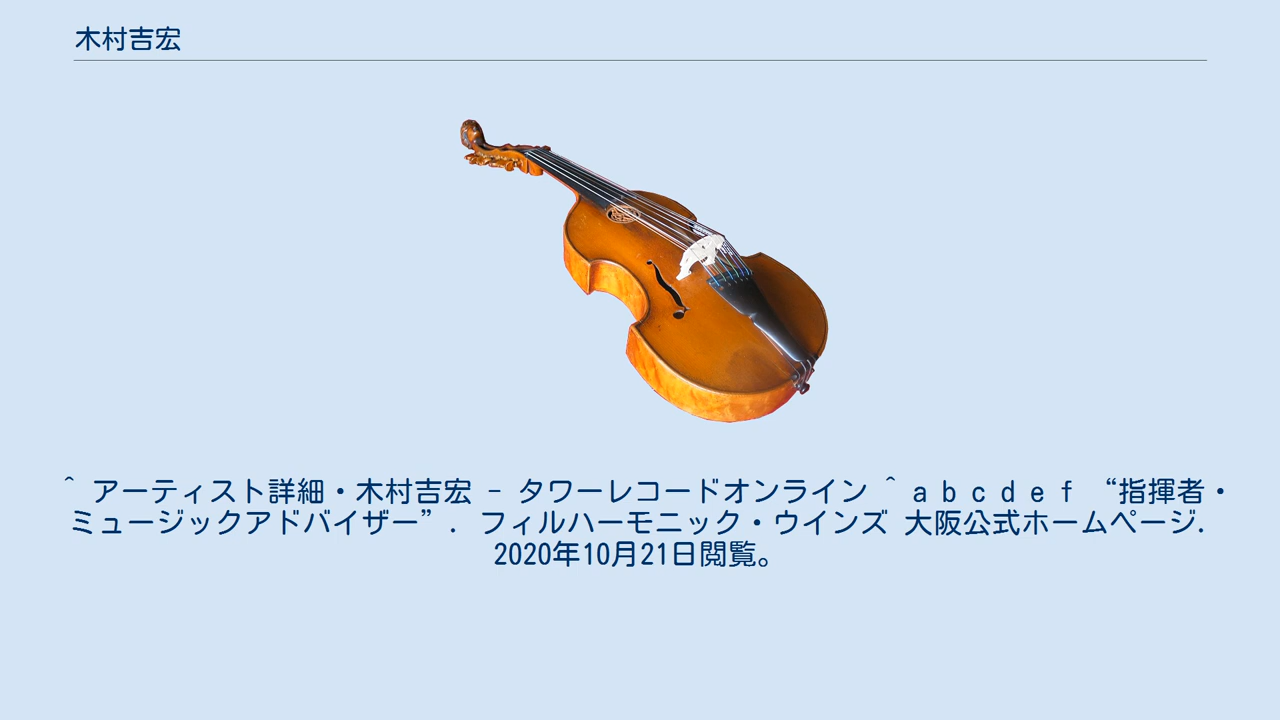 木村吉宏
^ アーティスト詳細・木村吉宏 - タワーレコードオンライン ^ a b c d e f “指揮者・
ミュージックアドバイザー”. フィルハーモニック・ウインズ 大阪公式ホームページ.
2020年10月21日閲覧。